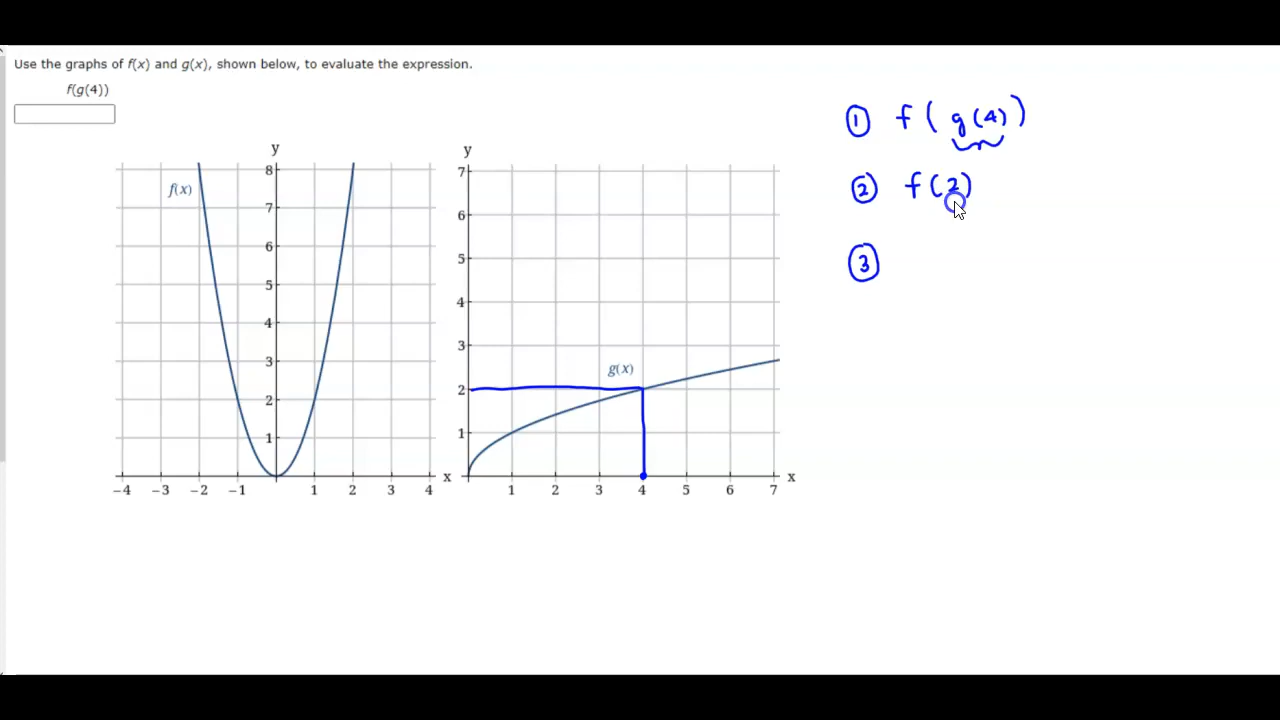 Use the graphs of f(x) and g(x), shown below, to evaluate the expression.
f(g(4))
① f ( g(4) )
② f (2)
③
y
8
7
6
5
4
3
2
1
f(x)
−4 −3 −2 −1 1 2 3 4 x
y
7
6
5
4
3
2
1
g(x)
1 2 3 4 5 6 7 x